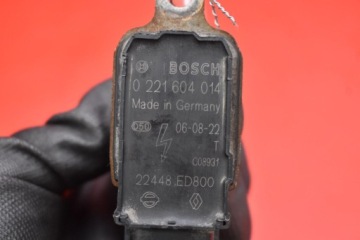 BOSCH
0 221 604 014
Made in Germany
06-08-22
T
C08931
22448 ED800